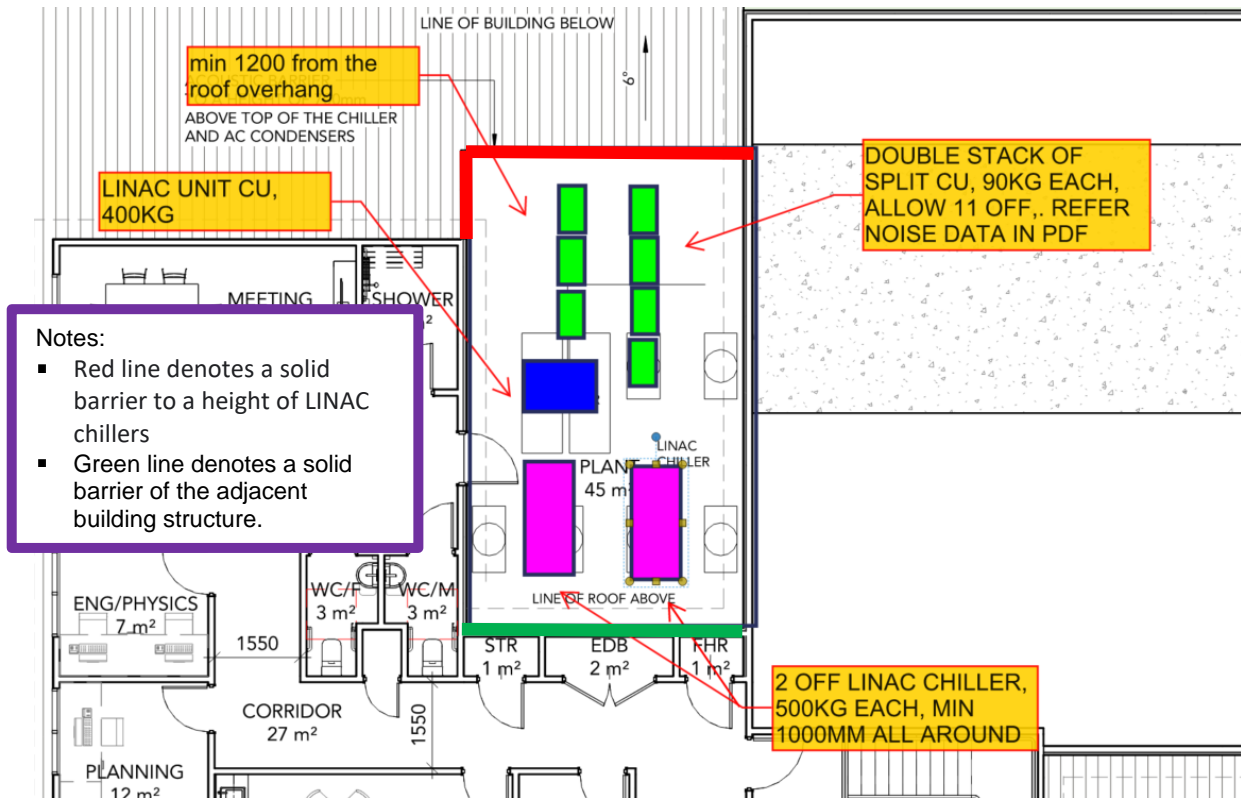 LINE OF BUILDING BELOW
min 1200 from the
roof overhang
ABOVE TOP OF THE CHILLER
AND AC CONDENSERS
6°
LINAC UNIT CU,
400KG
DOUBLE STACK OF
SPLIT CU, 90KG EACH,
ALLOW 11 OFF,. REFER
NOISE DATA IN PDF
MEETING
SHOWER
Notes:
▪ Red line denotes a solid
barrier to a height of LINAC
chillers
▪ Green line denotes a solid
barrier of the adjacent
building structure.
LINAC
CHILLER
PLANT
45 m²
LINE OF ROOF ABOVE
WC/F
3 m²
WC/M
3 m²
ENG/PHYSICS
7 m²
1550
STR
1 m²
EDB
2 m²
FHR
1 m²
2 OFF LINAC CHILLER,
500KG EACH, MIN
1000MM ALL AROUND
CORRIDOR
27 m²
1550
PLANNING
12 m²